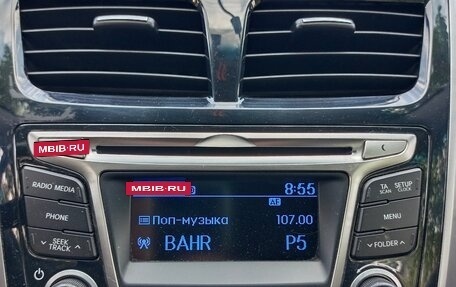 MBIB.RU
RADIO MEDIA
PHONE
SEEK
TRACK
MBIB.RU
8:55
AF
Поп-музыка 107.00
BAHR P5
TA
SCAN
SETUP
CLOCK
MENU
FOLDER